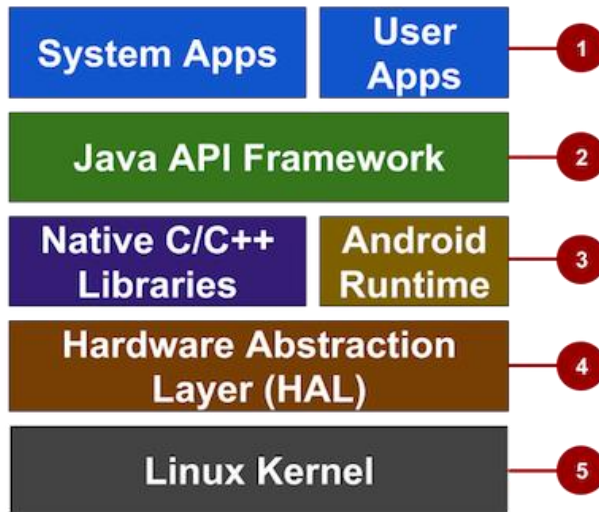 System Apps
User
Apps
1
Java API Framework
2
Native C/C++
Libraries
Android
Runtime
3
Hardware Abstraction
Layer (HAL)
4
Linux Kernel
5